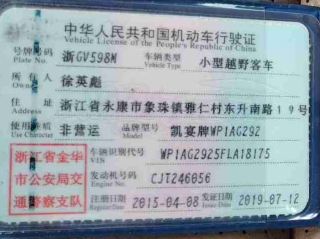 中华人民共和国机动车行驶证
Vehicle License of the People's Republic of China
号牌号码 浙GV598M 车辆类型 小型越野客车
Plate No. Vehicle Type
所有人 徐英彪
Owner
住址 浙江省永康市象珠镇雅仁村东升南路19号
Address
使用性质 非营运 品牌型号 凯宴牌WP1AG292
Use Character Model
浙江省金华 车辆识别代号 WP1AG2925FLA18175
VIN
市公安局交 发动机号码 CJT246056
Engine No.
通警察支队 注册日期 2015-04-08 发证日期 2019-07-12
Register Date Issue Date